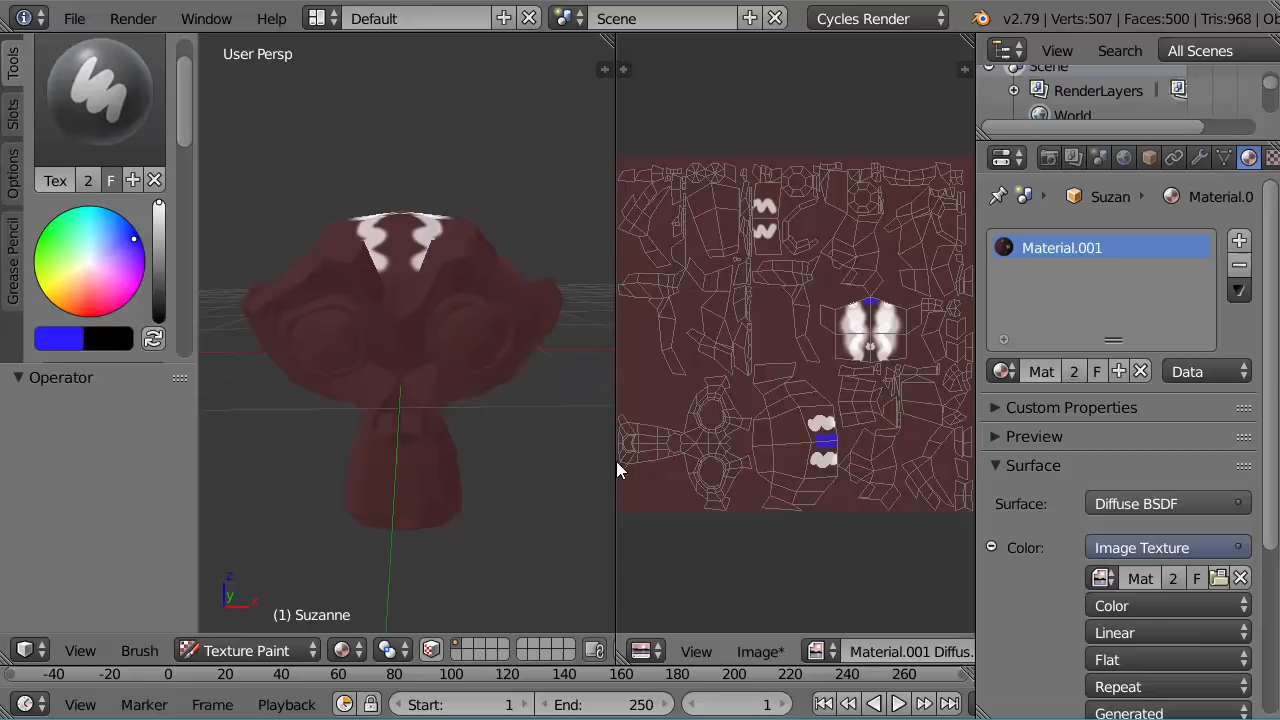 File Render Window Help Default Scene Cycles Render v2.79 | Verts:507 | Faces:500 | Tris:968 | Ob
Tools
Slots
Options
Grease Pencil
Tex 2 F
Operator
User Persp
z
y x
(1) Suzanne
View Search All Scenes
Scene
RenderLayers
World
Suzan Material.0
Material.001
Mat 2 F Data
Custom Properties
Preview
Surface
Surface: Diffuse BSDF
Color: Image Texture
Mat 2 F
Color
Linear
Flat
Repeat
Generated
View Brush Texture Paint
View Image* Material.001 Diffus.
-40 -20 0 20 40 60 80 100 120 140 160 180 200 220 240 260
View Marker Frame Playback Start: 1 End: 250 1